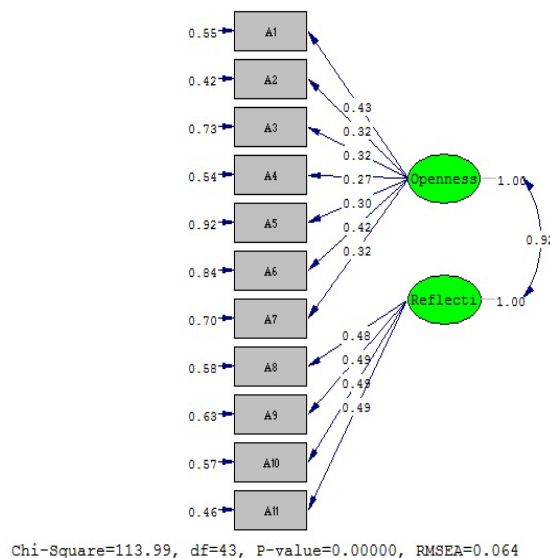 0.55 A1
0.42 A2
0.43
0.73 A3
0.32
0.32
0.54 A4
0.27
Openness 1.00
0.92 A5
0.30
0.84 A6
0.42
0.92
0.32
0.70 A7
Reflecti 1.00
0.58 A8
0.48
0.49
0.63 A9
0.49
0.49
0.57 A10
0.46 A11
Chi-Square=113.99, df=43, P-value=0.00000, RMSEA=0.064